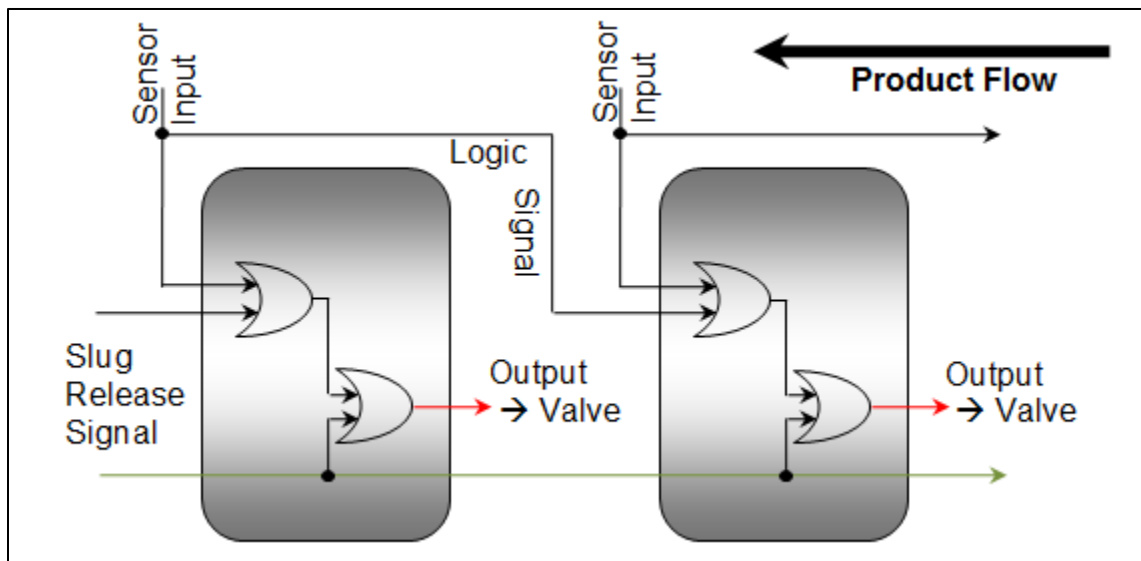 Sensor
Input
Sensor
Input
Product Flow
Logic
Signal
Slug
Release
Signal
Output
→ Valve
Output
→ Valve